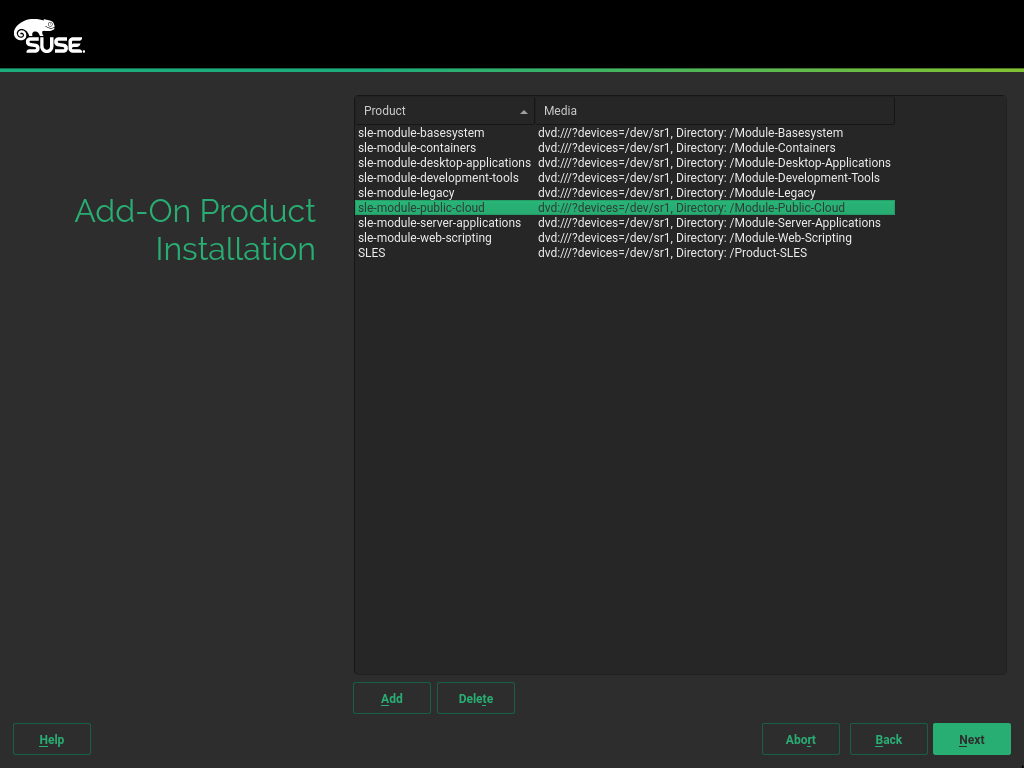 SUSE.
Add-On Product
Installation
Product Media
sle-module-basesystem dvd:///?devices=/dev/sr1, Directory: /Module-Basesystem
sle-module-containers dvd:///?devices=/dev/sr1, Directory: /Module-Containers
sle-module-desktop-applications dvd:///?devices=/dev/sr1, Directory: /Module-Desktop-Applications
sle-module-development-tools dvd:///?devices=/dev/sr1, Directory: /Module-Development-Tools
sle-module-legacy dvd:///?devices=/dev/sr1, Directory: /Module-Legacy
sle-module-public-cloud dvd:///?devices=/dev/sr1, Directory: /Module-Public-Cloud
sle-module-server-applications dvd:///?devices=/dev/sr1, Directory: /Module-Server-Applications
sle-module-web-scripting dvd:///?devices=/dev/sr1, Directory: /Module-Web-Scripting
SLES dvd:///?devices=/dev/sr1, Directory: /Product-SLES
Add Delete
Help Abort Back Next